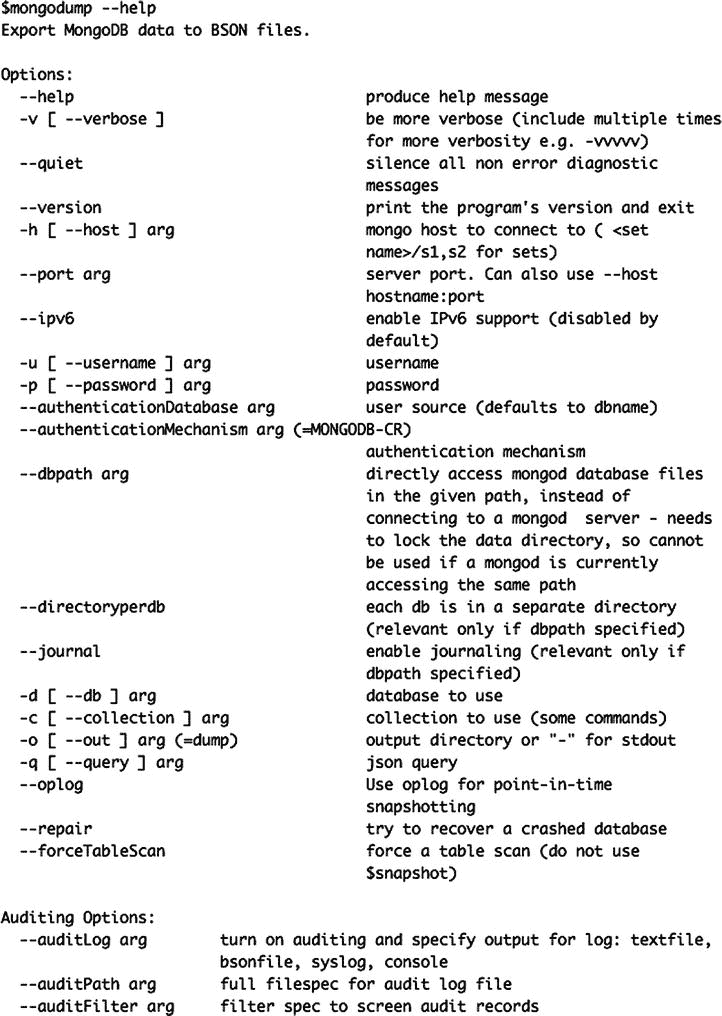 $mongodump --help
Export MongoDB data to BSON files.

Options:
  --help                                produce help message
  -v [ --verbose ]                      be more verbose (include multiple times
                                        for more verbosity e.g. -vvvvv)
  --quiet                               silence all non error diagnostic
                                        messages
  --version                             print the program's version and exit
  -h [ --host ] arg                     mongo host to connect to ( <set
                                        name>/s1,s2 for sets)
  --port arg                            server port. Can also use --host
                                        hostname:port
  --ipv6                                enable IPv6 support (disabled by
                                        default)
  -u [ --username ] arg                 username
  -p [ --password ] arg                 password
  --authenticationDatabase arg          user source (defaults to dbname)
  --authenticationMechanism arg (=MONGODB-CR)
                                        authentication mechanism
  --dbpath arg                          directly access mongod database files
                                        in the given path, instead of
                                        connecting to a mongod  server - needs
                                        to lock the data directory, so cannot
                                        be used if a mongod is currently
                                        accessing the same path
  --directoryperdb                      each db is in a separate directory
                                        (relevant only if dbpath specified)
  --journal                             enable journaling (relevant only if
                                        dbpath specified)
  -d [ --db ] arg                       database to use
  -c [ --collection ] arg               collection to use (some commands)
  -o [ --out ] arg (=dump)              output directory or "-" for stdout
  -q [ --query ] arg                    json query
  --oplog                               Use oplog for point-in-time
                                        snapshotting
  --repair                              try to recover a crashed database
  --forceTableScan                      force a table scan (do not use
                                        $snapshot)

Auditing Options:
  --auditLog arg        turn on auditing and specify output for log: textfile,
                        bsonfile, syslog, console
  --auditPath arg       full filespec for audit log file
  --auditFilter arg     filter spec to screen audit records